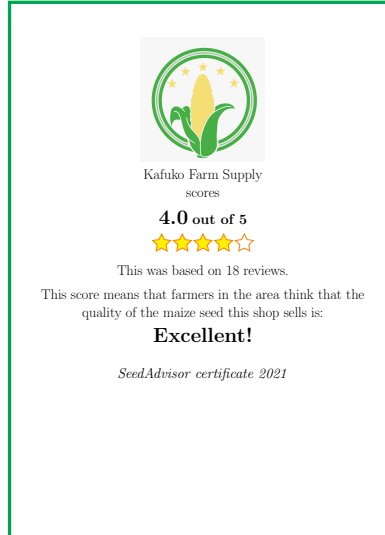 Kafuko Farm Supply
scores
4.0 out of 5
This was based on 18 reviews.
This score means that farmers in the area think that the
quality of the maize seed this shop sells is:
Excellent!
SeedAdvisor certificate 2021